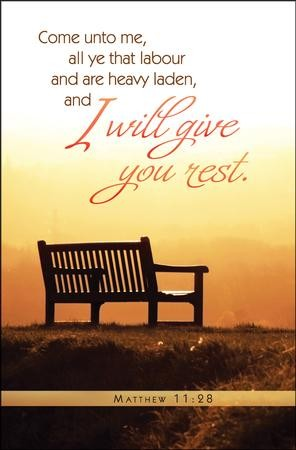 Come unto me,
all ye that labour
and are heavy laden,
and
I will give
you rest.
Matthew 11:28